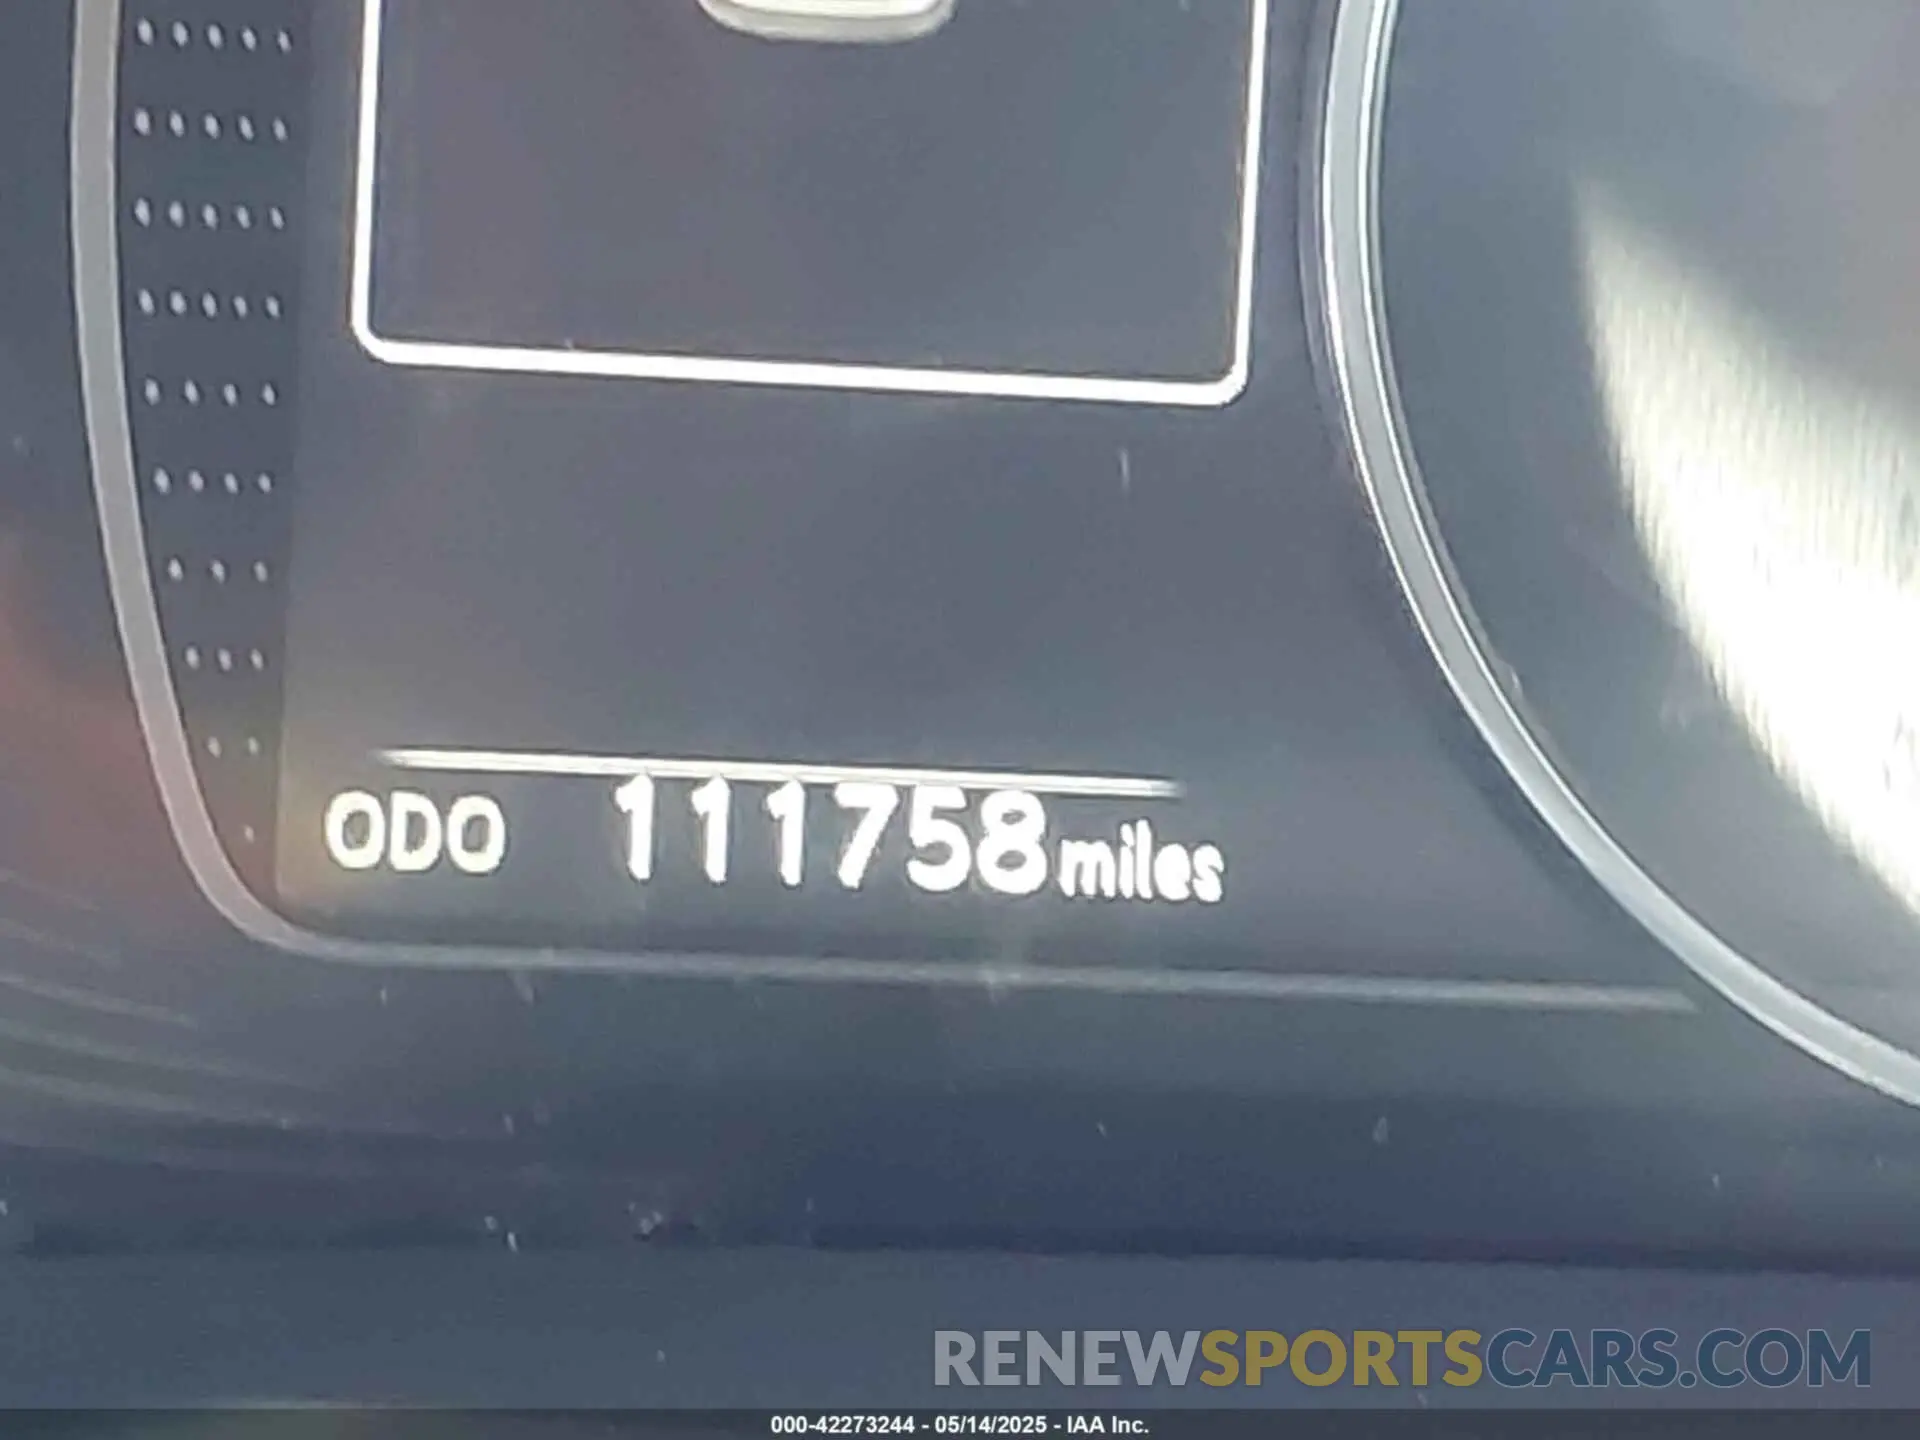 ODO 111758 miles
RENEWSPORTSCARS.COM
000-42273244 - 05/14/2025 - IAA Inc.